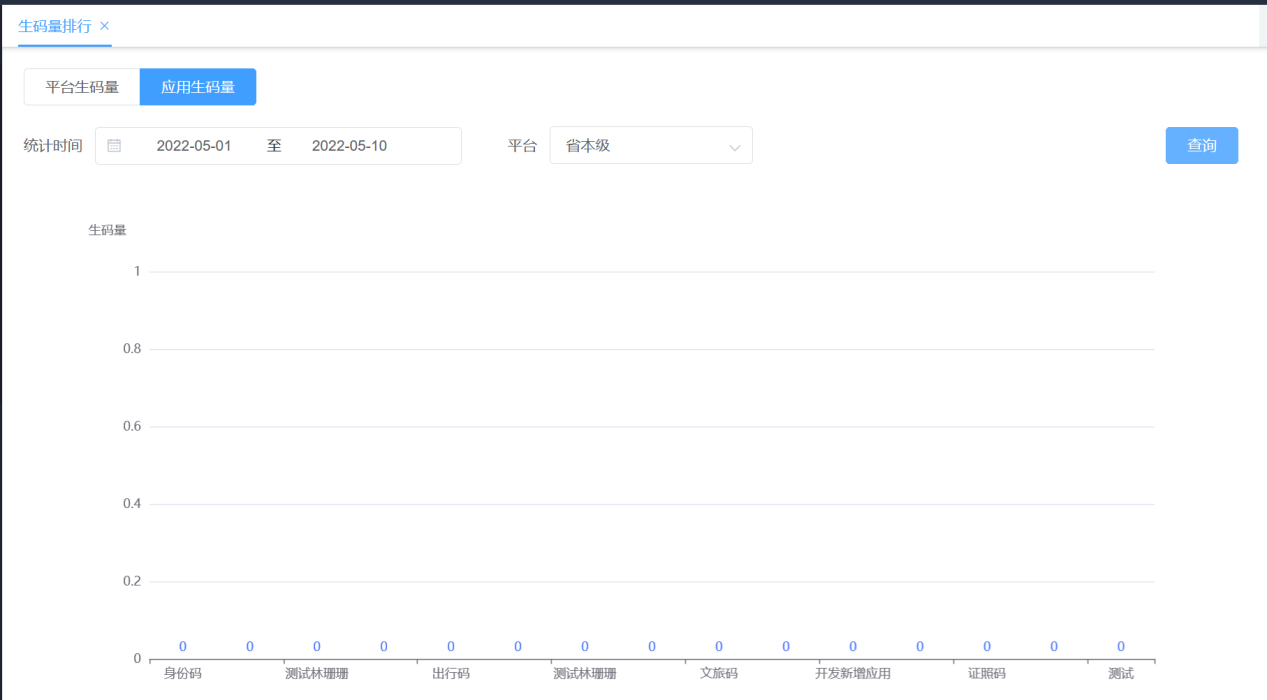 生码量排行 ×
平台生码量 应用生码量
统计时间 2022-05-01 至 2022-05-10 平台 省本级 查询
生码量
1
0.8
0.6
0.4
0.2
0 0 0 0 0 0 0 0 0 0 0 0 0 0 0
0
身份码 测试林珊珊 出行码 测试林珊珊 文旅码 开发新增应用 证照码 测试